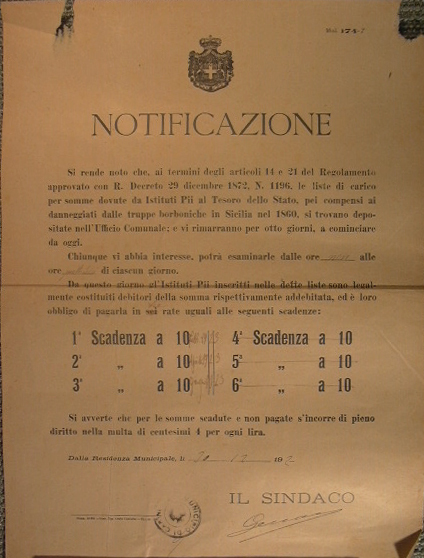 Mod. 174-I
NOTIFICAZIONE
Si rende noto che, ai termini degli articoli 14 e 21 del Regolamento
approvato con R. Decreto 29 dicembre 1872, N. 1196, le liste di carico
per somme dovute da Istituti Pii al Tesoro dello Stato, pei compensi ai
danneggiati dalle truppe borboniche in Sicilia nel 1860, si trovano depo-
sitate nell'Ufficio Comunale; e vi rimarranno per otto giorni, a cominciare
da oggi.
Chiunque vi abbia interesse, potrà esaminarle dalle ore alle
ore di ciascun giorno.
Da questo giorno gl'Istituti Pii inscritti nelle dette liste sono legal-
mente costituiti debitori della somma rispettivamente addebitata, ed è loro
obbligo di pagarla in sei rate uguali alle seguenti scadenze:
1ª Scadenza a 10 4ª Scadenza a 10
2ª „ a 10 5ª „ a 10
3ª „ a 10 6ª „ a 10
Si avverte che per le somme scadute e non pagate s'incorre di pieno
diritto nella multa di centesimi 4 per ogni lira.
Dalla Residenza Municipale, li 30 12 19
IL SINDACO